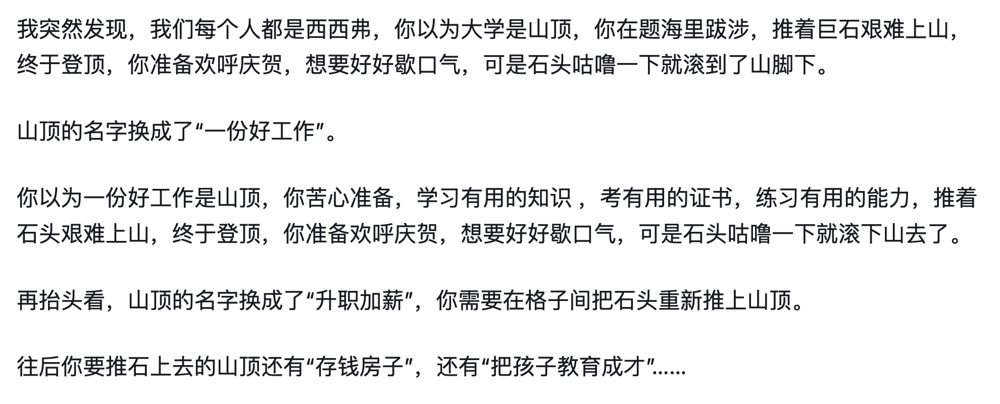 我突然发现，我们每个人都是西西弗，你以为大学是山顶，你在题海里跋涉，推着巨石艰难上山，
终于登顶，你准备欢呼庆贺，想要好好歇口气，可是石头咕噜一下就滚到了山脚下。
山顶的名字换成了“一份好工作”。
你以为一份好工作是山顶，你苦心准备，学习有用的知识 ，考有用的证书，练习有用的能力，推着
石头艰难上山，终于登顶，你准备欢呼庆贺，想要好好歇口气，可是石头咕噜一下就滚下山去了。
再抬头看，山顶的名字换成了“升职加薪”，你需要在格子间把石头重新推上山顶。
往后你要推石上去的山顶还有“存钱房子”，还有“把孩子教育成才”……